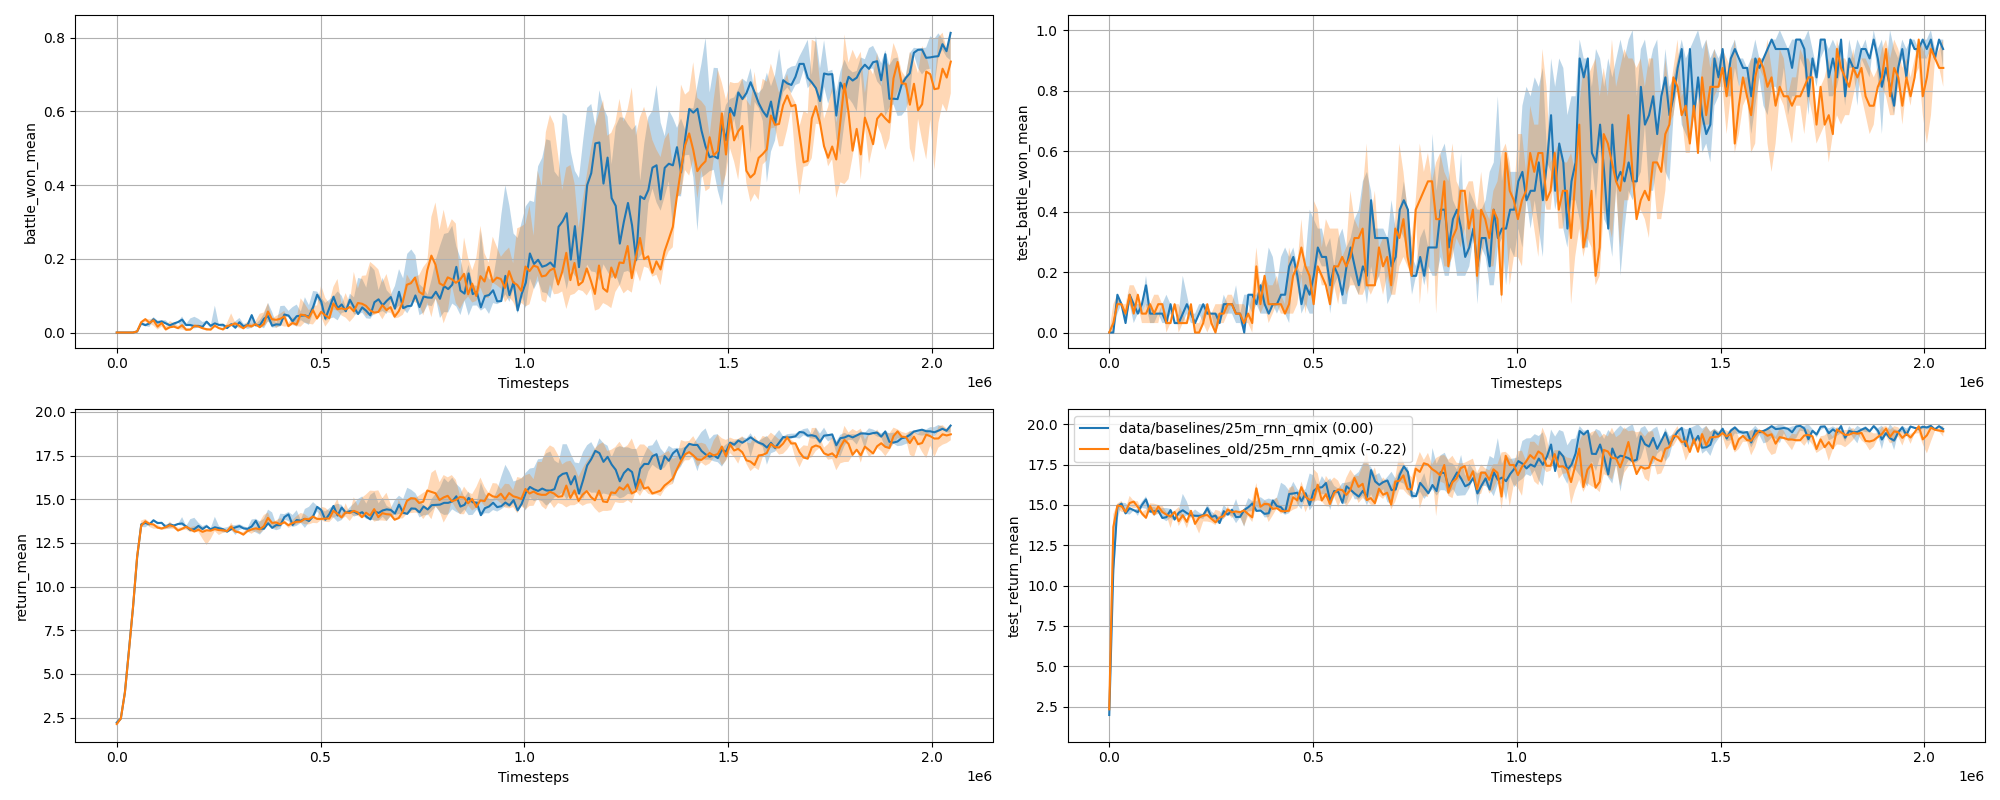 battle_won_mean
0.8
0.6
0.4
0.2
0.0
0.0 0.5 1.0 1.5 2.0
Timesteps
1e6
test_battle_won_mean
1.0
0.8
0.6
0.4
0.2
0.0
0.0 0.5 1.0 1.5 2.0
Timesteps
1e6
return_mean
20.0
17.5
15.0
12.5
10.0
7.5
5.0
2.5
0.0 0.5 1.0 1.5 2.0
Timesteps
1e6
test_return_mean
20.0
17.5
15.0
12.5
10.0
7.5
5.0
2.5
data/baselines/25m_rnn_qmix (0.00)
data/baselines_old/25m_rnn_qmix (-0.22)
0.0 0.5 1.0 1.5 2.0
Timesteps
1e6